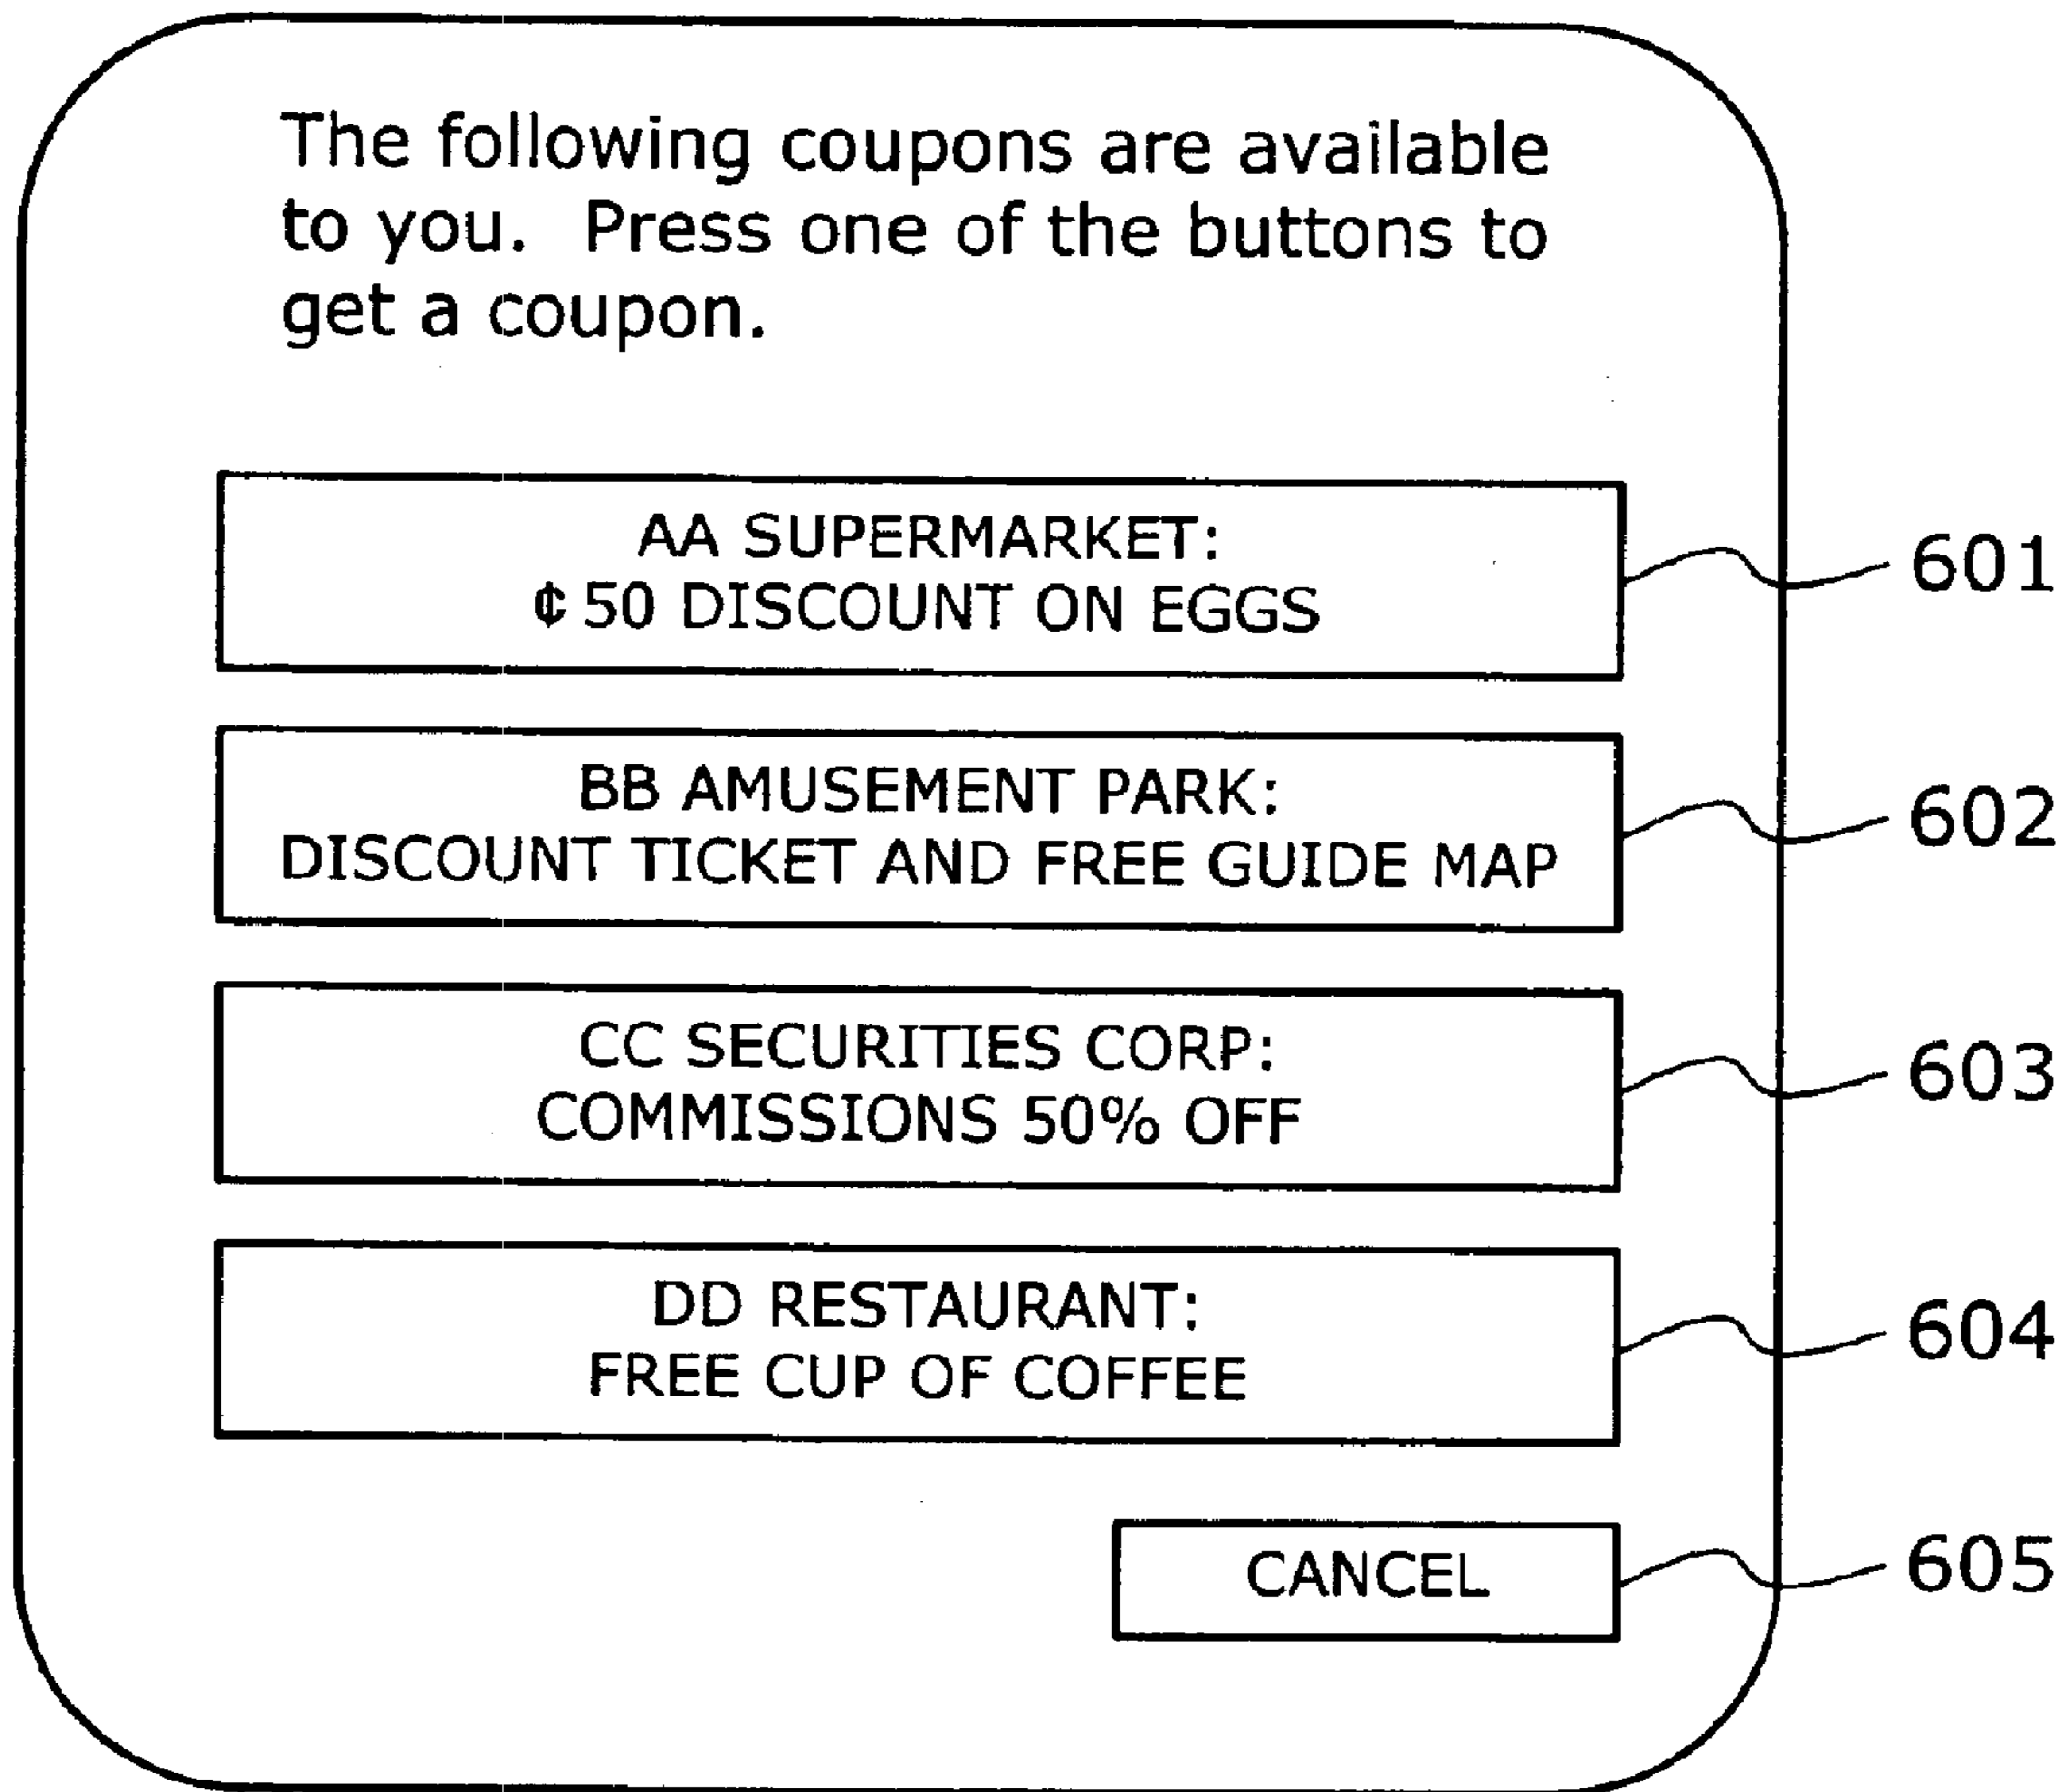 The following coupons are available
to you. Press one of the buttons to
get a coupon.
AA SUPERMARKET:
¢50 DISCOUNT ON EGGS
601
BB AMUSEMENT PARK:
DISCOUNT TICKET AND FREE GUIDE MAP
602
CC SECURITIES CORP:
COMMISSIONS 50% OFF
603
DD RESTAURANT:
FREE CUP OF COFFEE
604
CANCEL
605